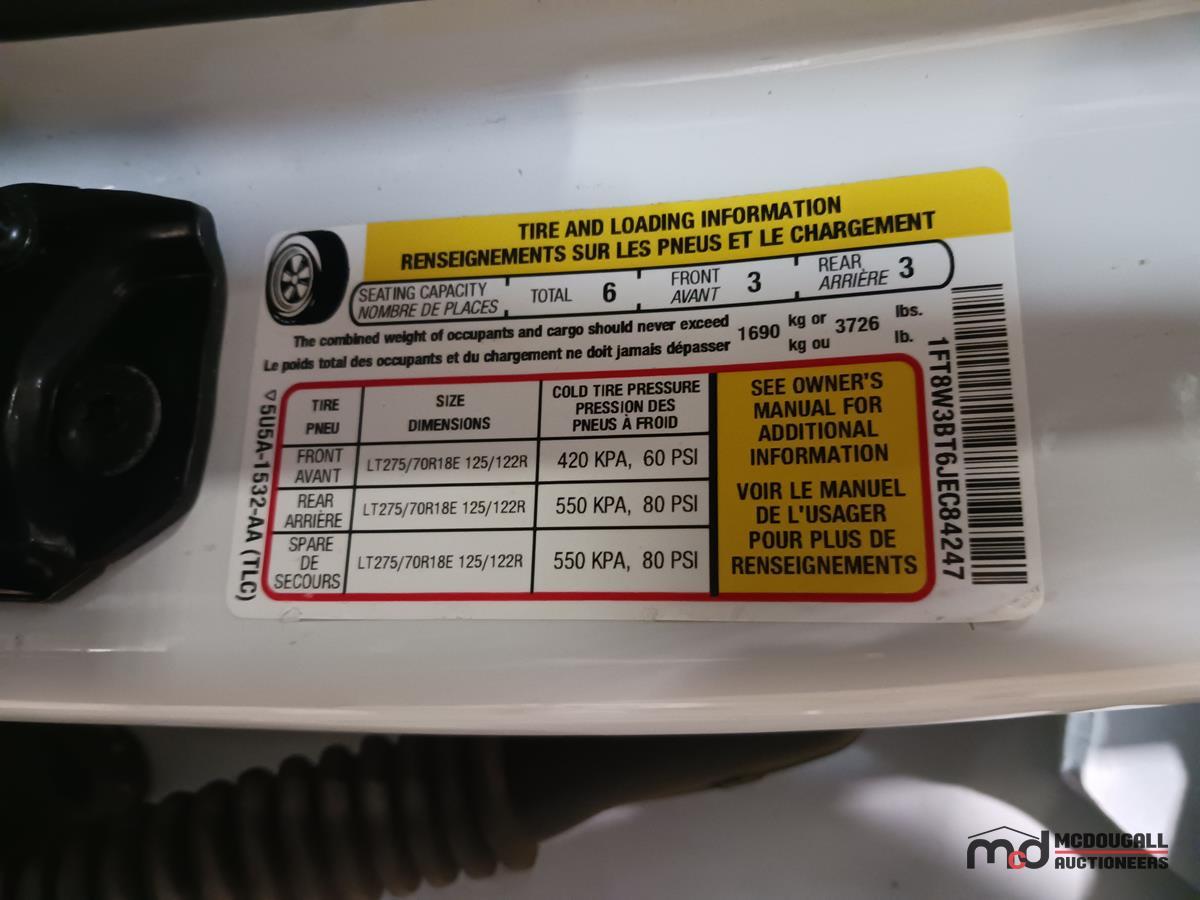 TIRE AND LOADING INFORMATION
RENSEIGNEMENTS SUR LES PNEUS ET LE CHARGEMENT
SEATING CAPACITY TOTAL 6 FRONT 3 REAR 3
NOMBRE DE PLACES AVANT ARRIÈRE
The combined weight of occupants and cargo should never exceed 1690 kg or 3726 lbs.
Le poids total des occupants et du chargement ne doit jamais dépasser kg ou lb.
TIRE SIZE COLD TIRE PRESSURE
PNEU DIMENSIONS PRESSION DES
PNEUS À FROID
FRONT
AVANT LT275/70R18E 125/122R 420 KPA, 60 PSI
REAR
ARRIÈRE LT275/70R18E 125/122R 550 KPA, 80 PSI
SPARE
DE
SECOURS LT275/70R18E 125/122R 550 KPA, 80 PSI
SEE OWNER'S
MANUAL FOR
ADDITIONAL
INFORMATION
VOIR LE MANUEL
DE L'USAGER
POUR PLUS DE
RENSEIGNEMENTS
5U5A-1532-AA (TLC)
1FT8W3BT6JEC84247
mcd MCDOUGALL
AUCTIONEERS